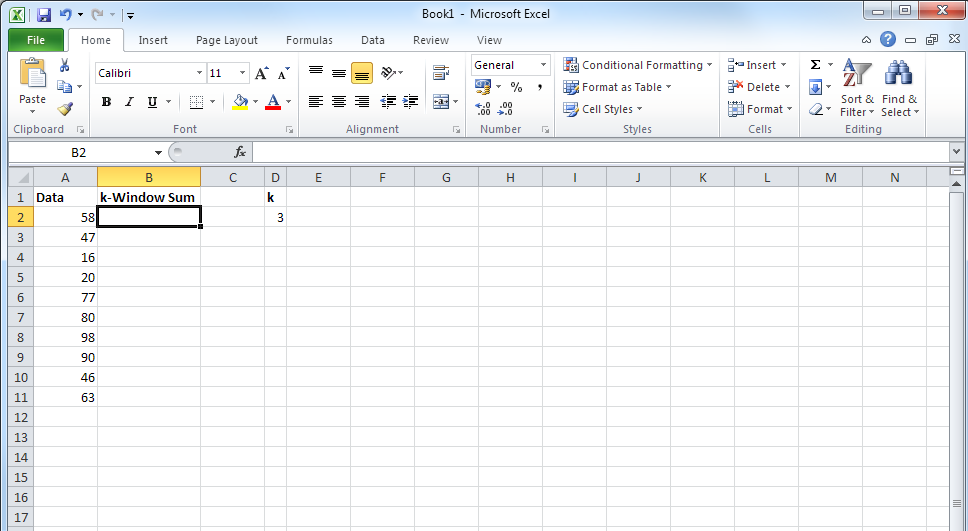 Book1 - Microsoft Excel
File Home Insert Page Layout Formulas Data Review View
Paste
Calibri 11 A A
B I U A
General
% ,
.00 .00
Conditional Formatting
Format as Table
Cell Styles
Insert
Delete
Format
Σ
Sort & Filter
Find & Select
Clipboard Font Alignment Number Styles Cells Editing
B2 fx
A B C D E F G H I J K L M N
1 Data k-Window Sum k
2 58 3
3 47
4 16
5 20
6 77
7 80
8 98
9 90
10 46
11 63
12
13
14
15
16
17